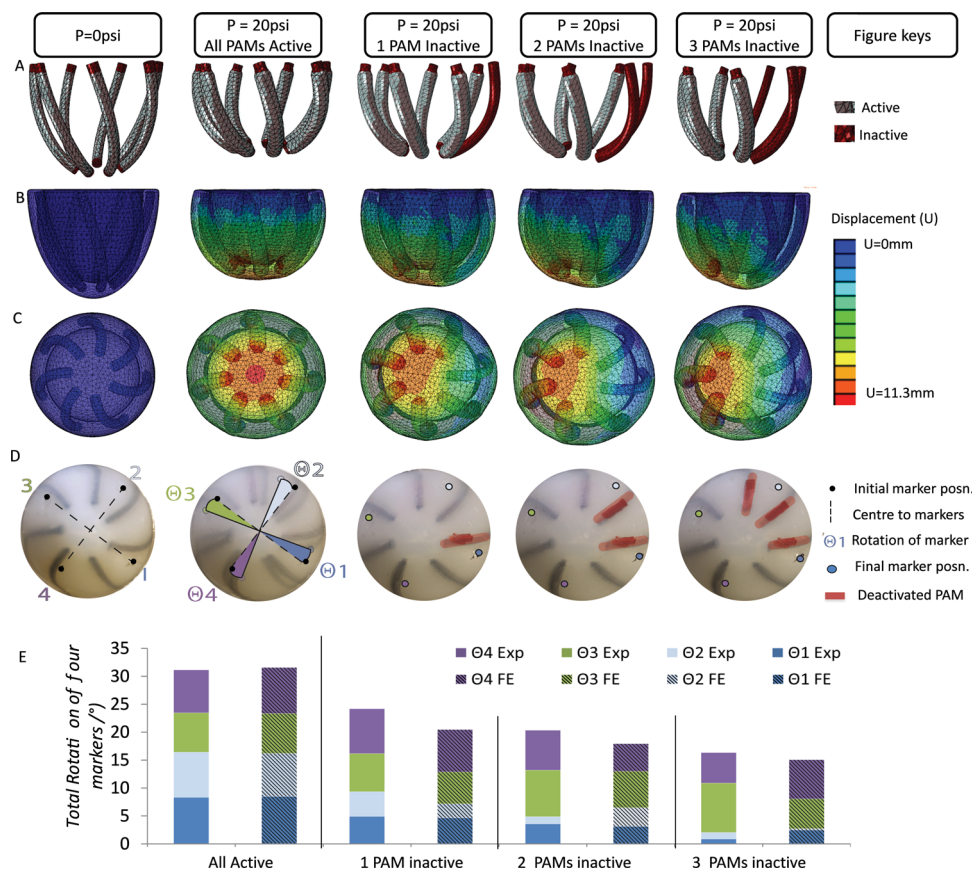 P=0psi
P = 20psi
All PAMs Active
P = 20psi
1 PAM Inactive
P = 20psi
2 PAMs Inactive
P = 20psi
3 PAMs Inactive
Figure keys
A
Active
Inactive
B
Displacement (U)
U=0mm
U=11.3mm
C
D
3
2
4
1
Θ3
Θ2
Θ4
Θ1
Initial marker posn.
Centre to markers
Θ1 Rotation of marker
Final marker posn.
Deactivated PAM
E
Total Rotati on of f our
markers /°)
35
30
25
20
15
10
5
0
Θ4 Exp
Θ3 Exp
Θ2 Exp
Θ1 Exp
Θ4 FE
Θ3 FE
Θ2 FE
Θ1 FE
All Active
1 PAM inactive
2 PAMs inactive
3 PAMs inactive